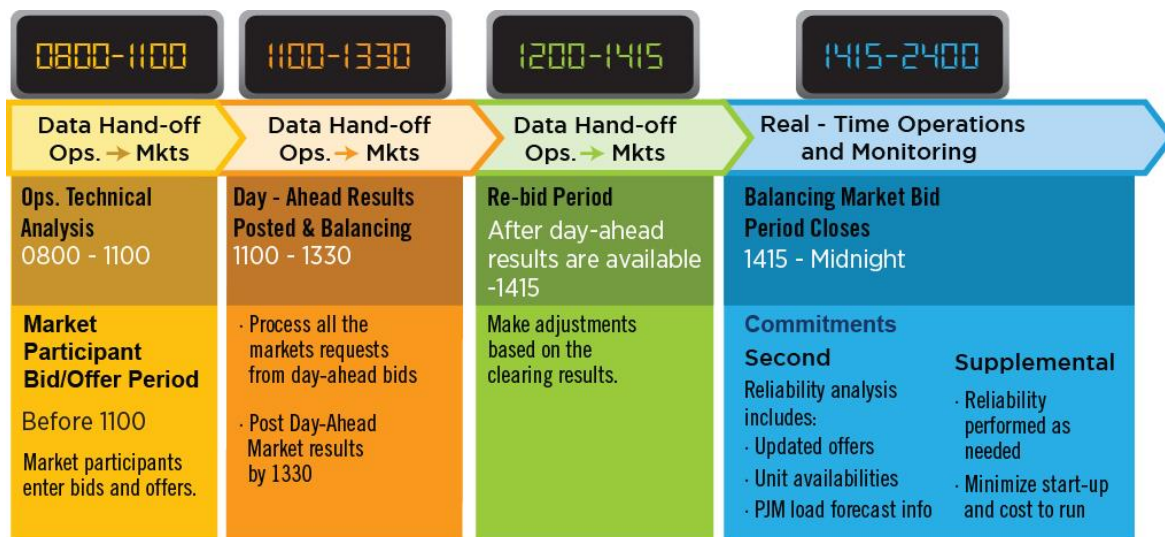 0800-1100
1100-1330
1200-1415
1415-2400
Data Hand-off
Ops. → Mkts
Data Hand-off
Ops. → Mkts
Data Hand-off
Ops. → Mkts
Real - Time Operations
and Monitoring
Ops. Technical
Analysis
0800 - 1100
Day - Ahead Results
Posted & Balancing
1100 - 1330
Re-bid Period
After day-ahead
results are available
-1415
Balancing Market Bid
Period Closes
1415 - Midnight
Market
Participant
Bid/Offer Period
Before 1100
Market participants
enter bids and offers.
· Process all the
markets requests
from day-ahead bids
· Post Day-Ahead
Market results
by 1330
Make adjustments
based on the
clearing results.
Commitments
Second
Reliability analysis
includes:
· Updated offers
· Unit availabilities
· PJM load forecast info
Supplemental
· Reliability
performed as
needed
· Minimize start-up
and cost to run